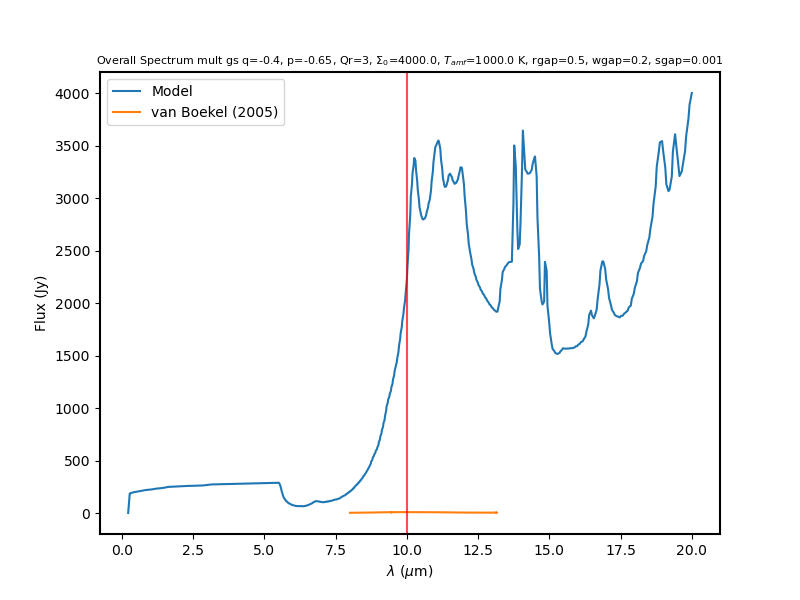 Overall Spectrum mult gs q=-0.4, p=-0.65, Qr=3, Σ₀=4000.0, T_amf=1000.0 K, rgap=0.5, wgap=0.2, sgap=0.001
Model
van Boekel (2005)
4000
3500
3000
2500
2000
1500
1000
500
0
Flux (Jy)
0.0 2.5 5.0 7.5 10.0 12.5 15.0 17.5 20.0
λ (μm)